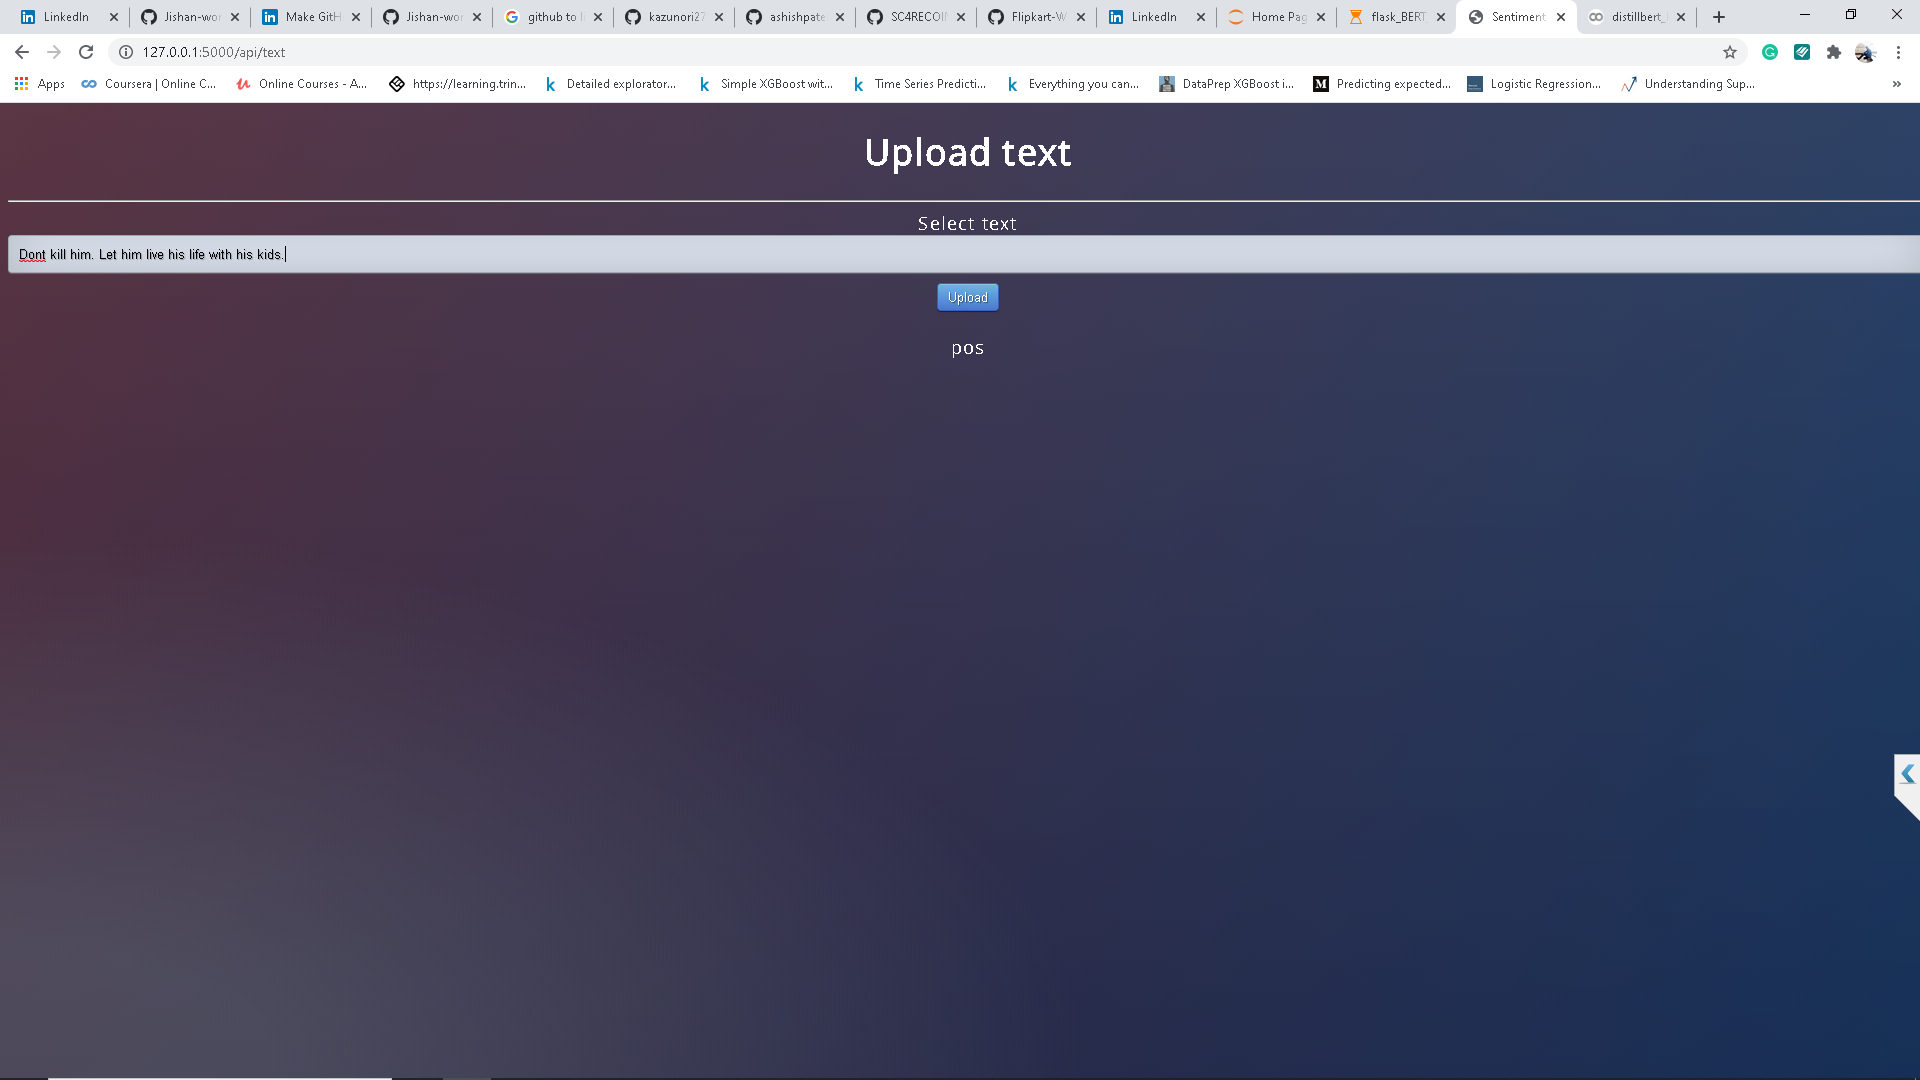 LinkedIn Jishan-wor Make GitH Jishan-wor github to li kazunori27 ashishpate SC4RECOII Flipkart-W LinkedIn Home Pag flask_BERT Sentiment distillbert_
127.0.0.1:5000/api/text
Apps Coursera | Online C... Online Courses - A... https://learning.trin... Detailed explorator... Simple XGBoost wit... Time Series Predicti... Everything you can... DataPrep XGBoost i... Predicting expected... Logistic Regression... Understanding Sup... »
Upload text
Select text
Dont kill him. Let him live his life with his kids.
Upload
pos